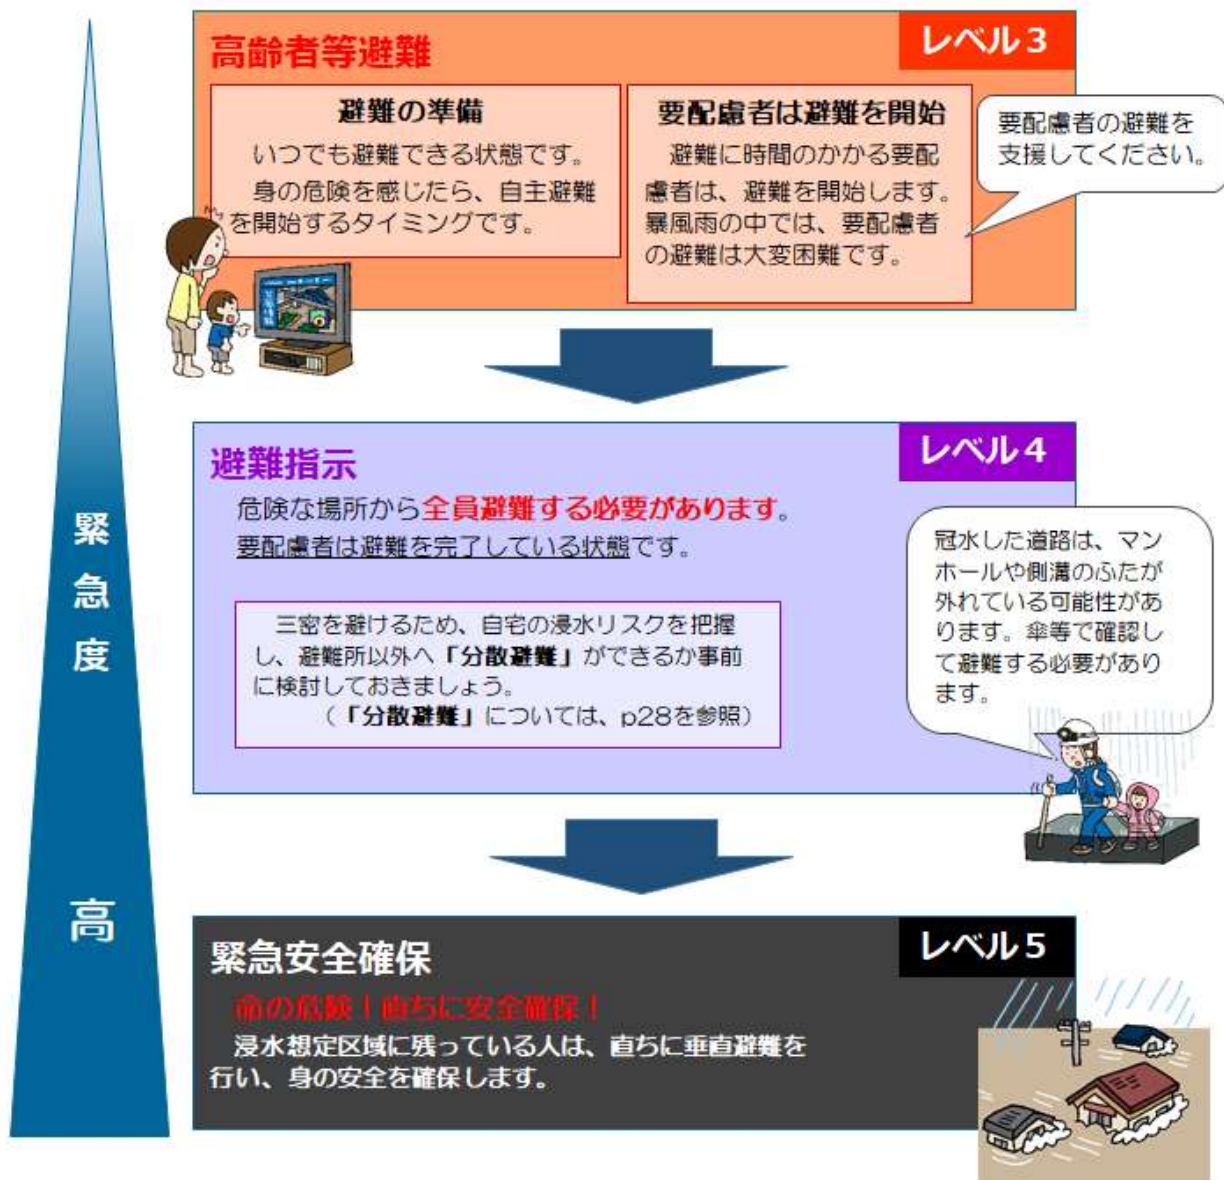 高齢者等避難
レベル3
避難の準備
いつでも避難できる状態です。
身の危険を感じたら、自主避難
を開始するタイミングです。
要配慮者は避難を開始
避難に時間のかかる要配
慮者は、避難を開始します。
暴風雨の中では、要配慮者
の避難は大変困難です。
要配慮者の避難を
支援してください。
避難指示
レベル4
危険な場所から全員避難する必要があります。
要配慮者は避難を完了している状態です。
三密を避けるため、自宅の浸水リスクを把握
し、避難所以外へ「分散避難」ができるか事前
に検討しておきましょう。
(「分散避難」については、p28を参照)
冠水した道路は、マン
ホールや側溝のふたが
外れている可能性があ
ります。傘等で確認し
て避難する必要があり
ます。
緊急度
高
緊急安全確保
レベル5
命の危険!直ちに安全確保!
浸水想定区域に残っている人は、直ちに垂直避難を
行い、身の安全を確保します。